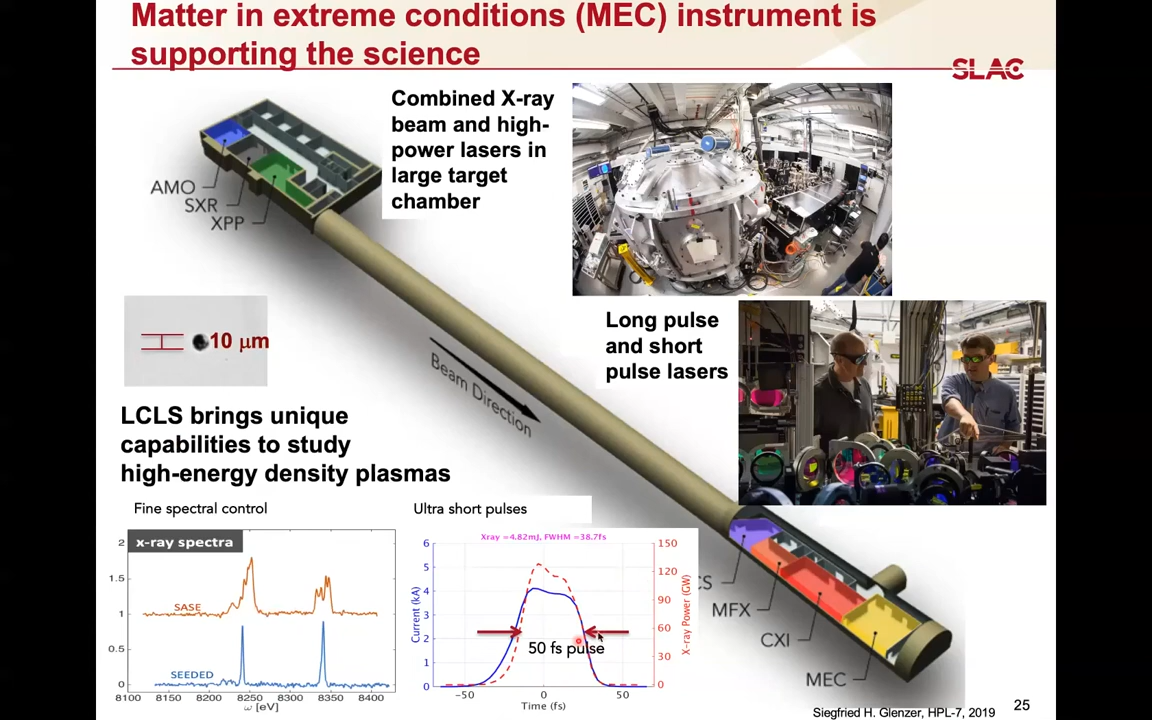 Matter in extreme conditions (MEC) instrument is
supporting the science
SLAC
Combined X-ray
beam and high-
power lasers in
large target
chamber
AMO
SXR
XPP
10 μm
Long pulse
and short
pulse lasers
Beam Direction
LCLS brings unique
capabilities to study
high-energy density plasmas
Fine spectral control
Ultra short pulses
x-ray spectra
2
1.5
1
0.5
0
SASE
SEEDED
8100 8150 8200 8250 8300 8350 8400
ω [eV]
Xray =4.82mJ, FWHM =38.7fs
Current (kA)
6
5
4
3
2
1
0
50 fs pulse
150
120
90
60
30
0
X-ray Power (GW)
−50 0 50
Time (fs)
CS
MFX
CXI
MEC
Siegfried H. Glenzer, HPL-7, 2019
25